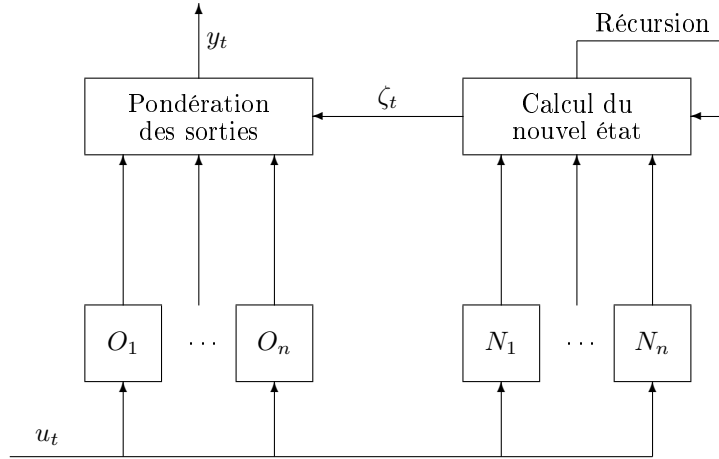 y_t
Récursion
Pondération
des sorties
ζ_t
Calcul du
nouvel état
O_1 ... O_n
N_1 ... N_n
u_t